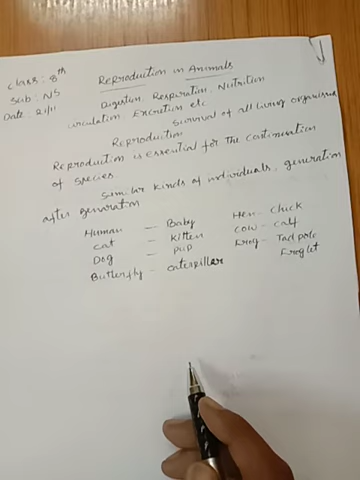 Class: 8th
Sub: NS
Date: 21/11
Reproduction in Animals
Digestion, Respiration, Nutrition
circulation, Excretion etc
Survival of all living organisms
Reproduction
Reproduction is essential for the continuation
of species
Similar kinds of individuals, generation
after generation
Human — Baby
Cat — Kitten
Dog — pup
Butterfly — caterpillar
Hen - chick
Cow - calf
Frog - Tadpole
Froglet